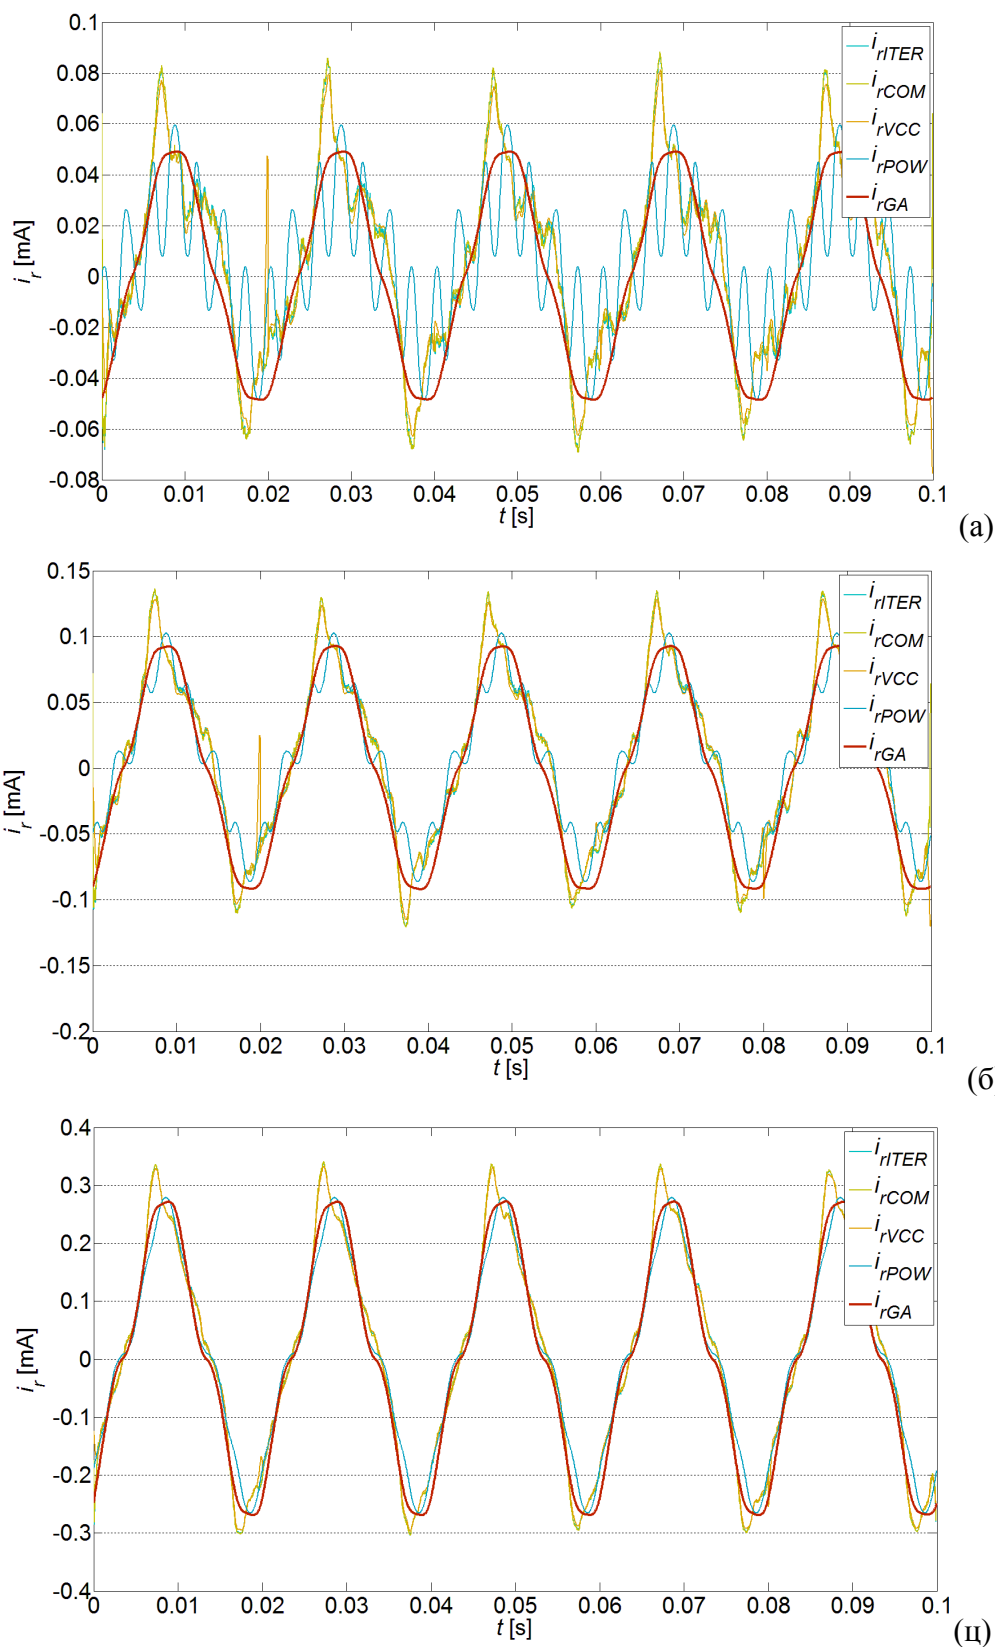 0.1
0.08
0.06
0.04
0.02
0
-0.02
-0.04
-0.06
-0.08
i_r [mA]
0 0.01 0.02 0.03 0.04 0.05 0.06 0.07 0.08 0.09 0.1
t [s]
i_rITER
i_rCOM
i_rVCC
i_rPOW
i_rGA
(а)
0.15
0.1
0.05
0
-0.05
-0.1
-0.15
-0.2
i_r [mA]
0 0.01 0.02 0.03 0.04 0.05 0.06 0.07 0.08 0.09 0.1
t [s]
i_rITER
i_rCOM
i_rVCC
i_rPOW
i_rGA
(б
0.4
0.3
0.2
0.1
0
-0.1
-0.2
-0.3
-0.4
i_r [mA]
0 0.01 0.02 0.03 0.04 0.05 0.06 0.07 0.08 0.09 0.1
t [s]
i_rITER
i_rCOM
i_rVCC
i_rPOW
i_rGA
(ц)